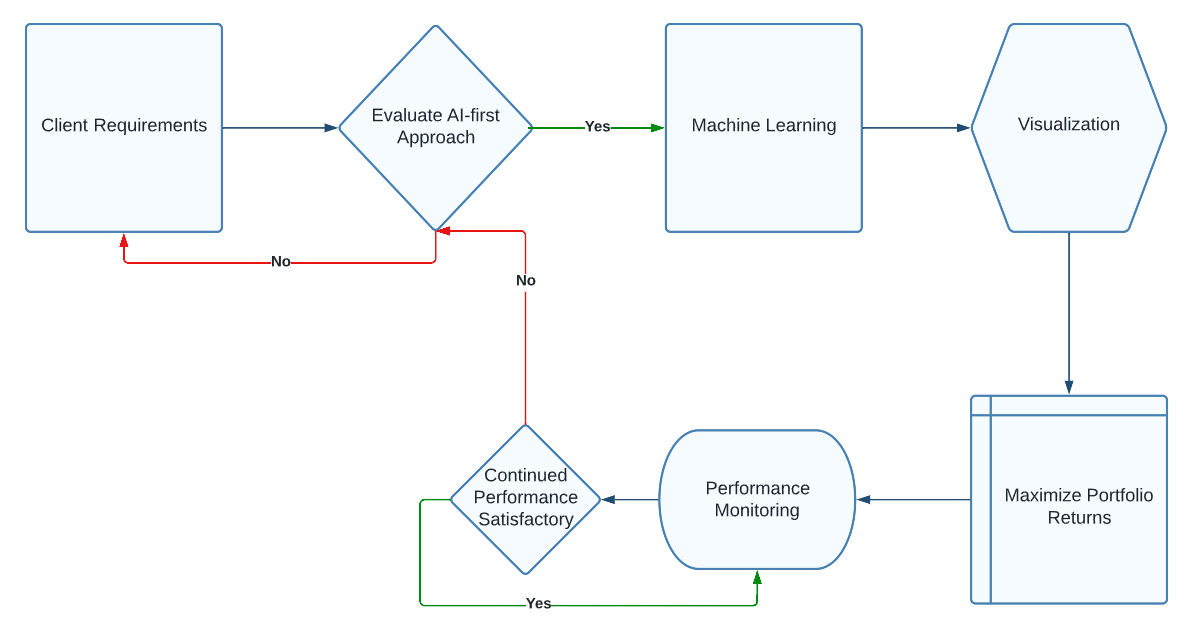 Client Requirements
Evaluate AI-first
Approach
Yes
Machine Learning
Visualization
No
No
Continued
Performance
Satisfactory
Performance
Monitoring
Maximize Portfolio
Returns
Yes